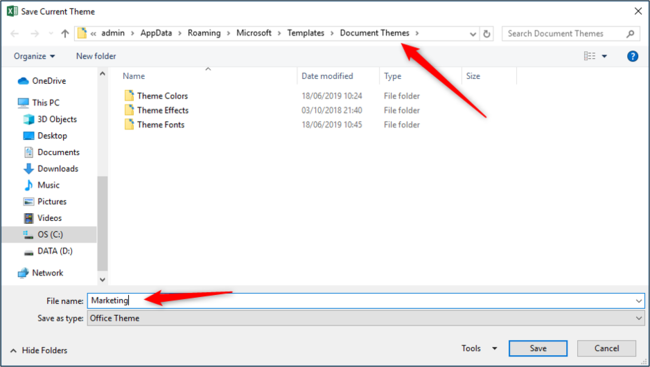 Save Current Theme
« admin > AppData > Roaming > Microsoft > Templates > Document Themes >
Search Document Themes
Organize
New folder
OneDrive
This PC
3D Objects
Desktop
Documents
Downloads
Music
Pictures
Videos
OS (C:)
DATA (D:)
Network
Name Date modified Type Size
Theme Colors 18/06/2019 10:24 File folder
Theme Effects 03/10/2018 21:40 File folder
Theme Fonts 18/06/2019 10:45 File folder
File name: Marketing
Save as type: Office Theme
Hide Folders
Tools Save Cancel